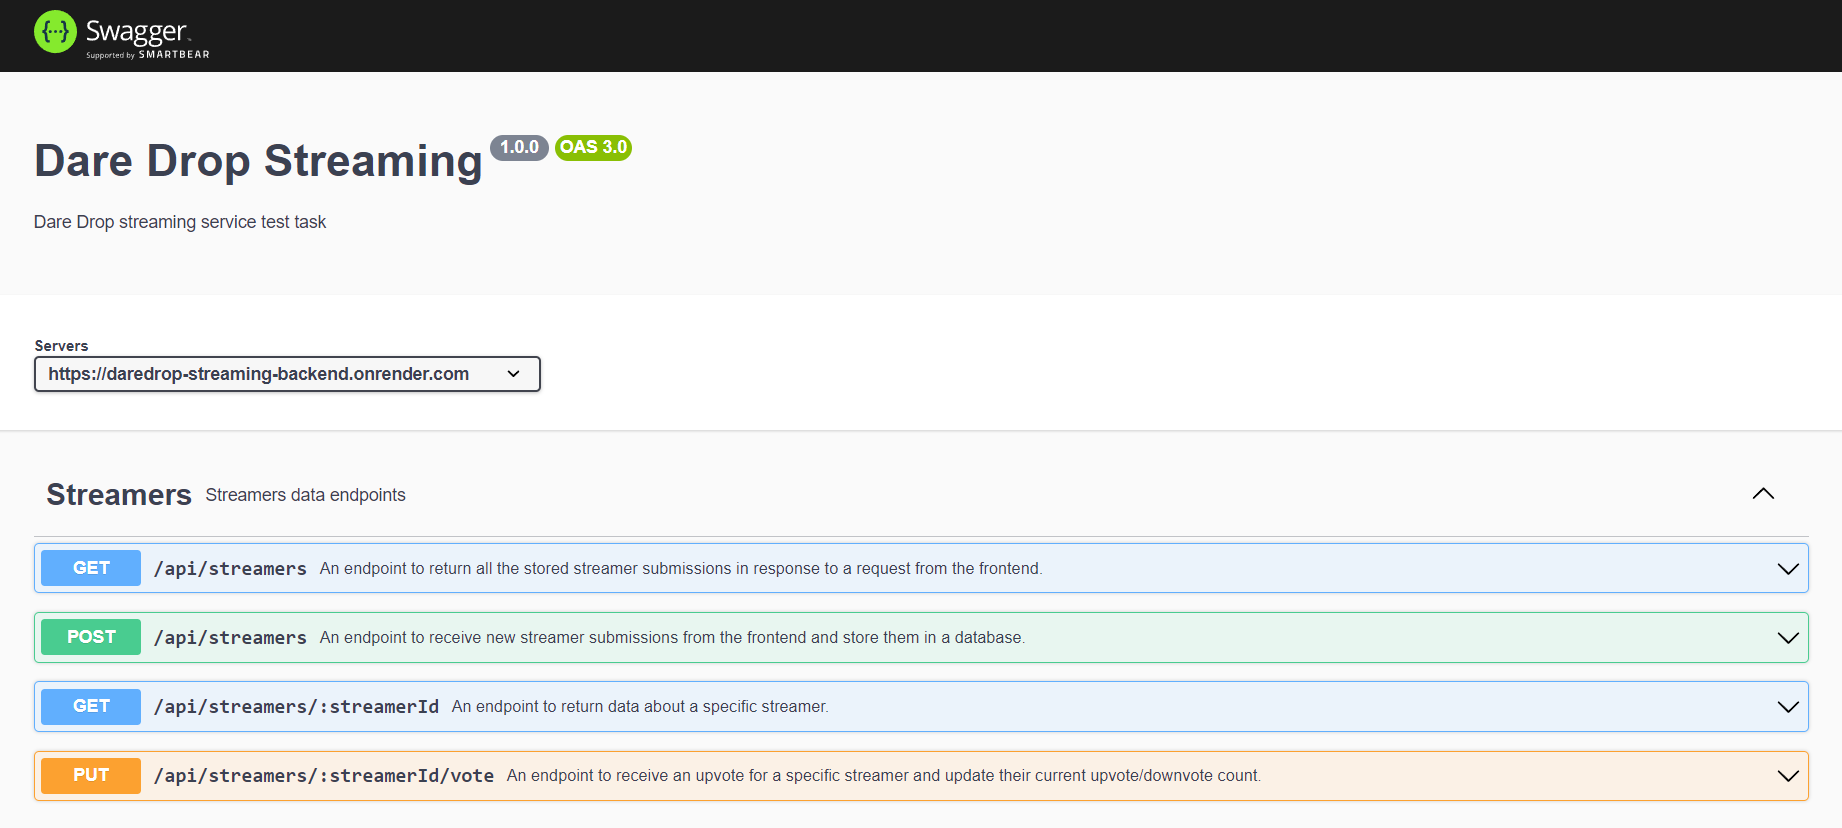 {···} Swagger.
Supported by SMARTBEAR
Dare Drop Streaming 1.0.0 OAS 3.0
Dare Drop streaming service test task
Servers
https://daredrop-streaming-backend.onrender.com
Streamers Streamers data endpoints
GET /api/streamers An endpoint to return all the stored streamer submissions in response to a request from the frontend.
POST /api/streamers An endpoint to receive new streamer submissions from the frontend and store them in a database.
GET /api/streamers/:streamerId An endpoint to return data about a specific streamer.
PUT /api/streamers/:streamerId/vote An endpoint to receive an upvote for a specific streamer and update their current upvote/downvote count.